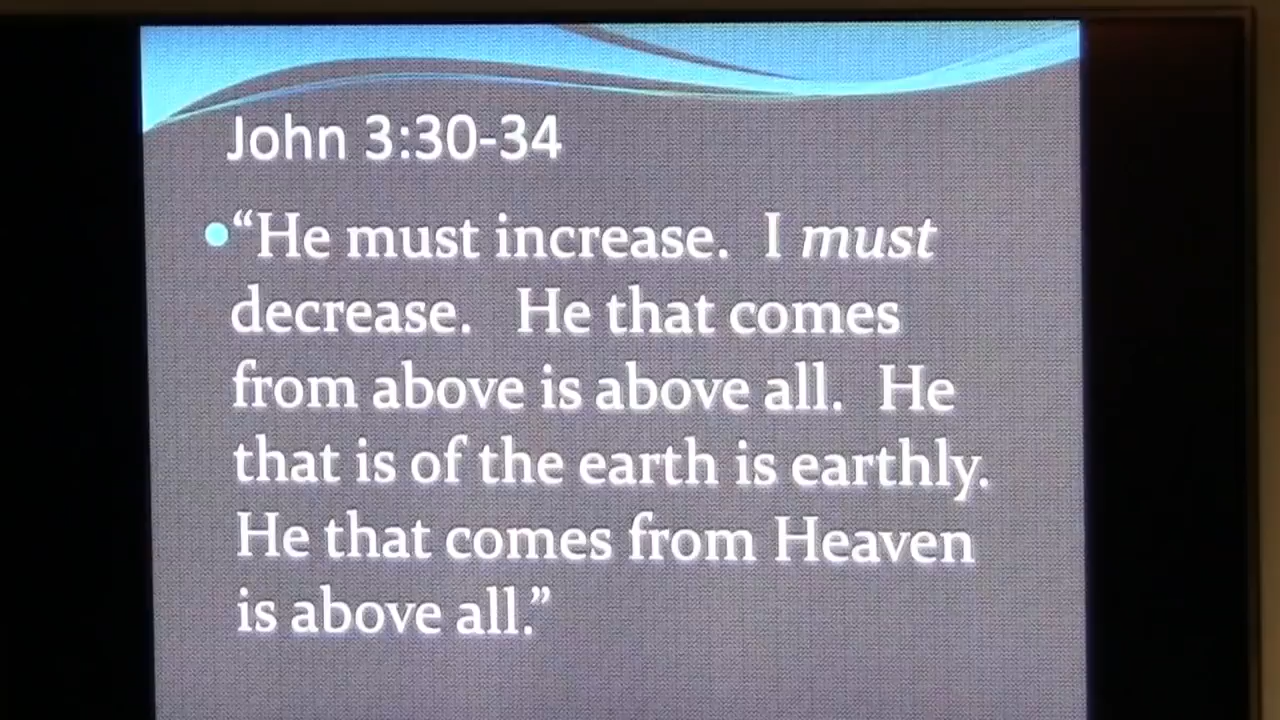 John 3:30-34
•“He must increase.  I must
decrease.  He that comes
from above is above all.  He
that is of the earth is earthly.
He that comes from Heaven
is above all.”